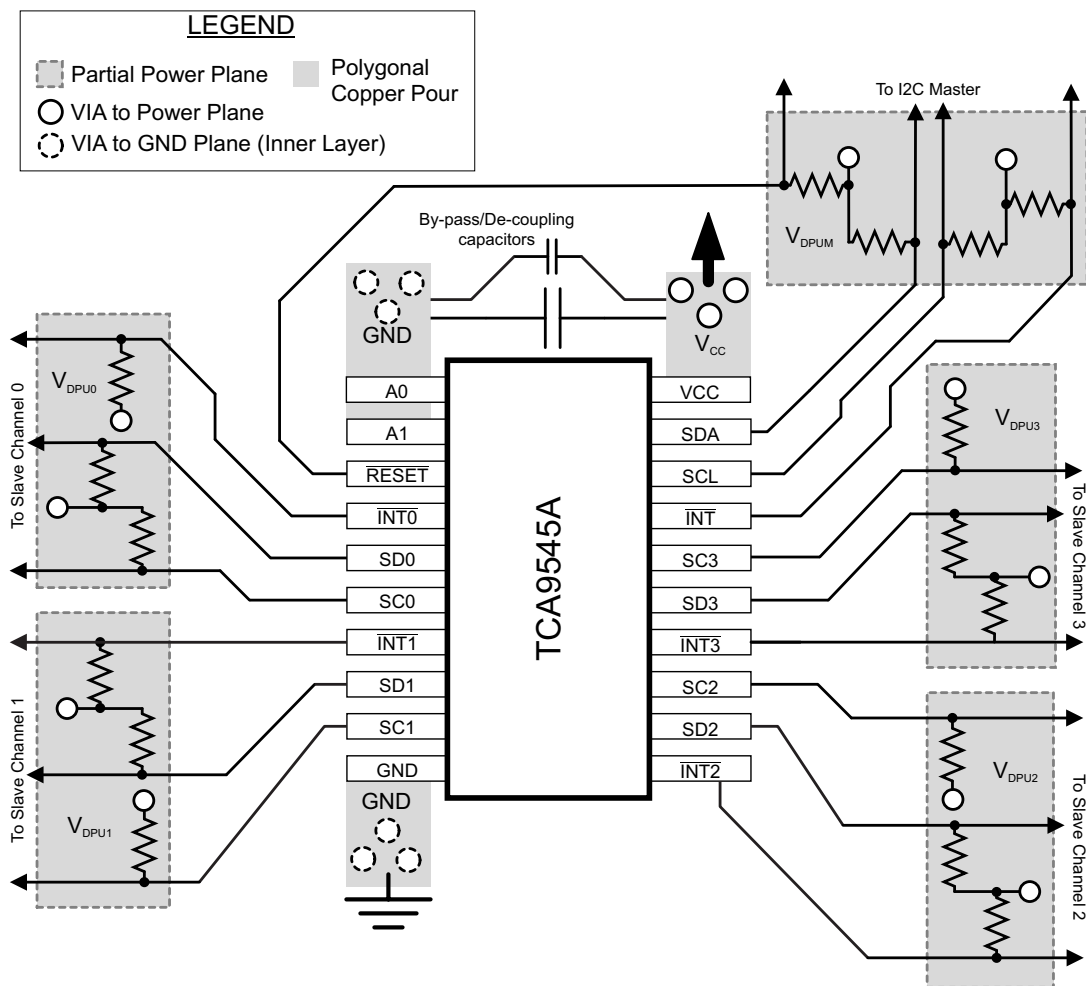 LEGEND
Partial Power Plane
Polygonal
Copper Pour
VIA to Power Plane
VIA to GND Plane (Inner Layer)
To I2C Master
By-pass/De-coupling
capacitors
VDPUM
GND
VCC
VDPU0
To Slave Channel 0
VDPU1
To Slave Channel 1
A0
A1
RESET
INT0
SD0
SC0
INT1
SD1
SC1
GND
GND
TCA9545A
VCC
SDA
SCL
INT
SC3
SD3
INT3
SC2
SD2
INT2
VDPU3
To Slave Channel 3
VDPU2
To Slave Channel 2